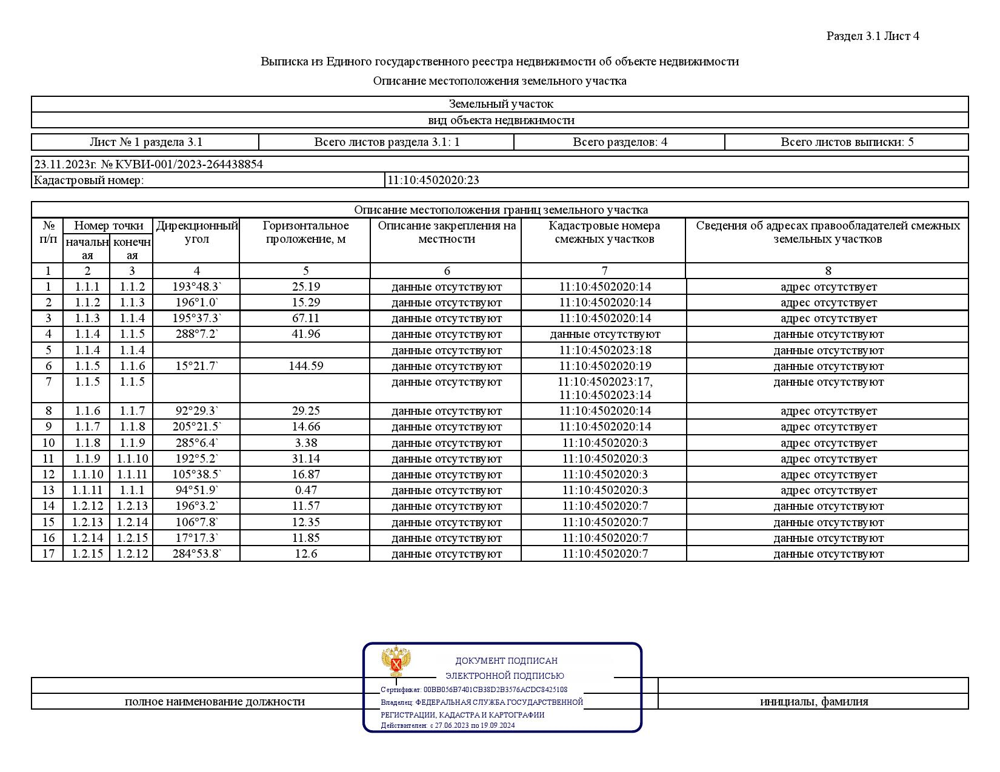 Раздел 3.1 Лист 4
Выписка из Единого государственного реестра недвижимости об объекте недвижимости
Описание местоположения земельного участка
Земельный участок
вид объекта недвижимости
Лист № 1 раздела 3.1 Всего листов раздела 3.1: 1 Всего разделов: 4 Всего листов выписки: 5
23.11.2023г. № КУВИ-001/2023-264438854
Кадастровый номер: 11:10:4502020:23
Описание местоположения границ земельного участка
№ Номер точки Дирекционный Горизонтальное Описание закрепления на Кадастровые номера Сведения об адресах правообладателей смежных
п/п начальн конечн угол проложение, м местности смежных участков земельных участков
ая ая
1 2 3 4 5 6 7 8
1 1.1.1 1.1.2 193°48.3` 25.19 данные отсутствуют 11:10:4502020:14 адрес отсутствует
2 1.1.2 1.1.3 196°1.0` 15.29 данные отсутствуют 11:10:4502020:14 адрес отсутствует
3 1.1.3 1.1.4 195°37.3` 67.11 данные отсутствуют 11:10:4502020:14 адрес отсутствует
4 1.1.4 1.1.5 288°7.2` 41.96 данные отсутствуют данные отсутствуют данные отсутствуют
5 1.1.4 1.1.4 данные отсутствуют 11:10:4502023:18 данные отсутствуют
6 1.1.5 1.1.6 15°21.7` 144.59 данные отсутствуют 11:10:4502020:19 данные отсутствуют
7 1.1.5 1.1.5 данные отсутствуют 11:10:4502023:17, данные отсутствуют
11:10:4502023:14
8 1.1.6 1.1.7 92°29.3` 29.25 данные отсутствуют 11:10:4502020:14 адрес отсутствует
9 1.1.7 1.1.8 205°21.5` 14.66 данные отсутствуют 11:10:4502020:14 адрес отсутствует
10 1.1.8 1.1.9 285°6.4` 3.38 данные отсутствуют 11:10:4502020:3 адрес отсутствует
11 1.1.9 1.1.10 192°5.2` 31.14 данные отсутствуют 11:10:4502020:3 адрес отсутствует
12 1.1.10 1.1.11 105°38.5` 16.87 данные отсутствуют 11:10:4502020:3 адрес отсутствует
13 1.1.11 1.1.1 94°51.9` 0.47 данные отсутствуют 11:10:4502020:3 адрес отсутствует
14 1.2.12 1.2.13 196°3.2` 11.57 данные отсутствуют 11:10:4502020:7 данные отсутствуют
15 1.2.13 1.2.14 106°7.8` 12.35 данные отсутствуют 11:10:4502020:7 данные отсутствуют
16 1.2.14 1.2.15 17°17.3` 11.85 данные отсутствуют 11:10:4502020:7 данные отсутствуют
17 1.2.15 1.2.12 284°53.8` 12.6 данные отсутствуют 11:10:4502020:7 данные отсутствуют
ДОКУМЕНТ ПОДПИСАН
ЭЛЕКТРОННОЙ ПОДПИСЬЮ
Сертификат: 00BB056B7401CB38D2B3576ACDC8425108
полное наименование должности Владелец: ФЕДЕРАЛЬНАЯ СЛУЖБА ГОСУДАРСТВЕННОЙ инициалы, фамилия
РЕГИСТРАЦИИ, КАДАСТРА И КАРТОГРАФИИ
Действителен: с 27.06.2023 по 19.09.2024